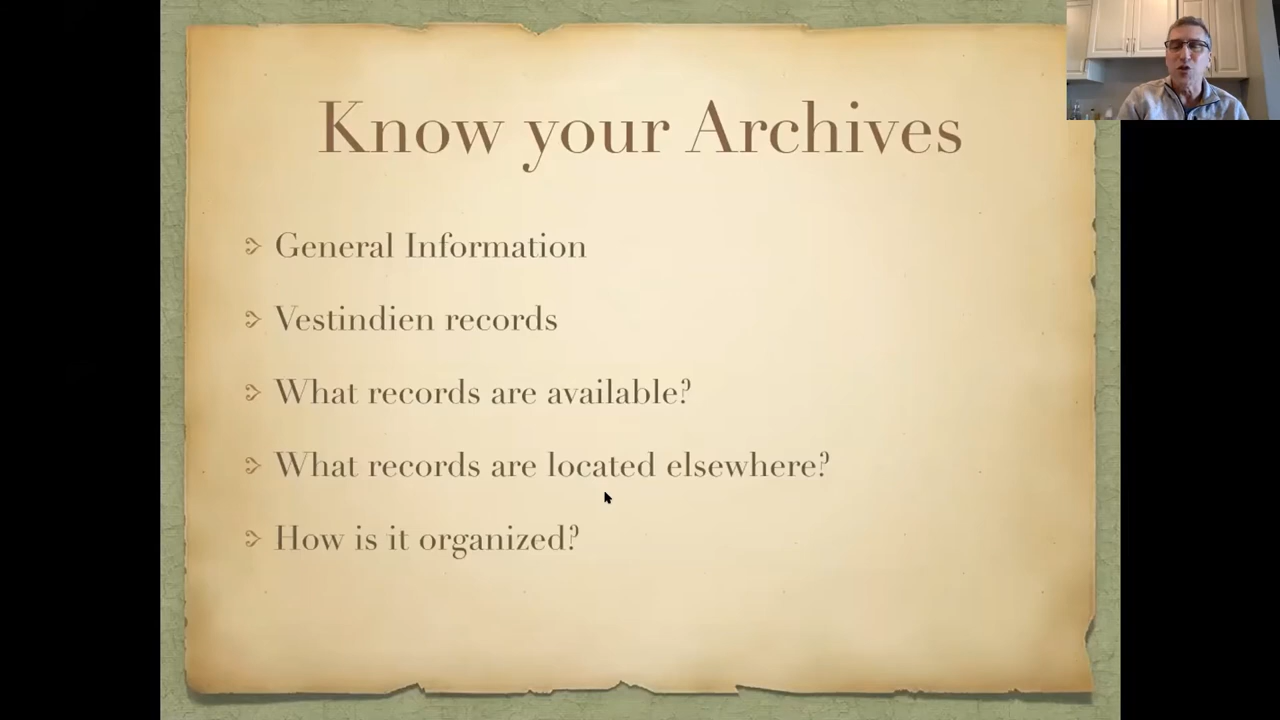 Know your Archives
General Information
Vestindien records
What records are available?
What records are located elsewhere?
How is it organized?